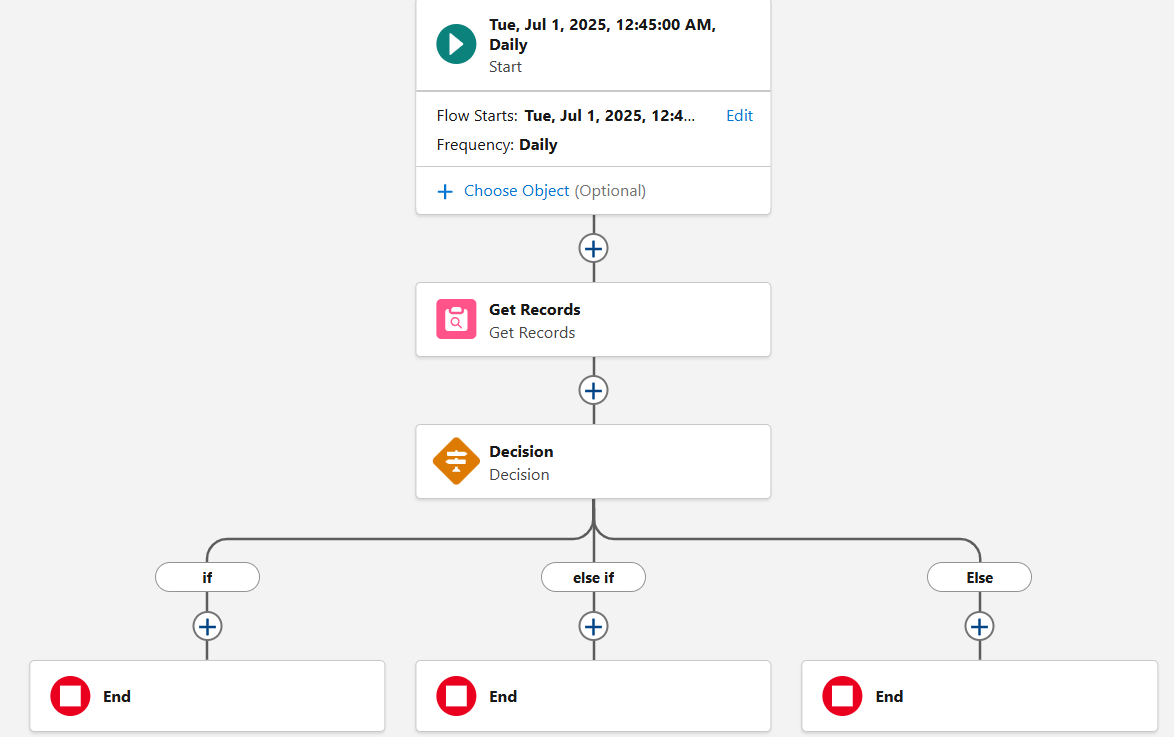 Tue, Jul 1, 2025, 12:45:00 AM,
Daily
Start
Flow Starts: Tue, Jul 1, 2025, 12:4... Edit
Frequency: Daily
Choose Object (Optional)
Get Records
Get Records
Decision
Decision
if else if Else
End End End